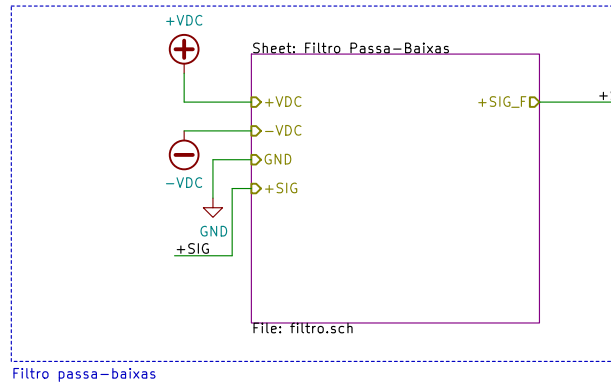 +VDC
Sheet: Filtro Passa-Baixas
+VDC
+SIG_F
-VDC
GND
-VDC
+SIG
GND
+SIG
File: filtro.sch
Filtro passa-baixas